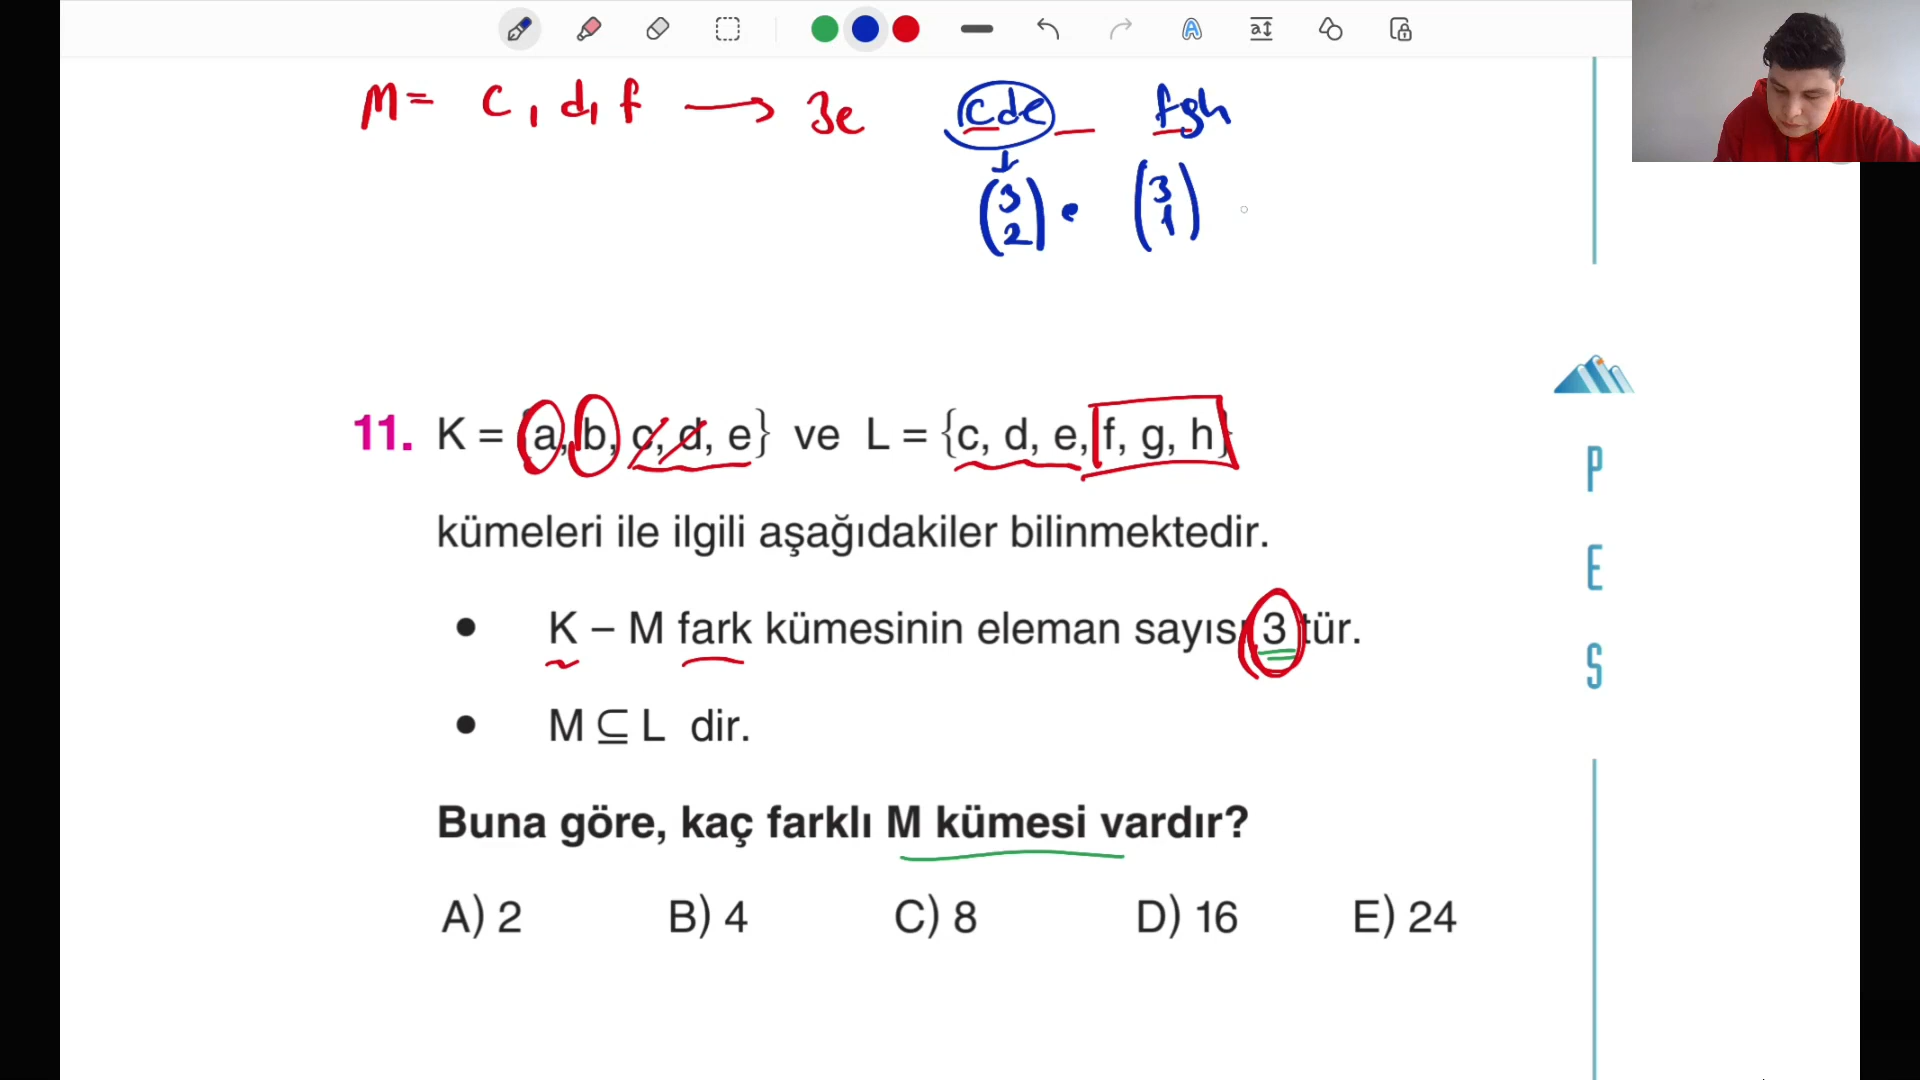 M = c, d, f → 3e cde fgh
(3 2) • (3 1)
11. K = {a, b, c, d, e} ve L = {c, d, e, f, g, h}
kümeleri ile ilgili aşağıdakiler bilinmektedir.
• K – M fark kümesinin eleman sayısı 3 tür.
• M ⊆ L dir.
Buna göre, kaç farklı M kümesi vardır?
A) 2 B) 4 C) 8 D) 16 E) 24
P
E
S